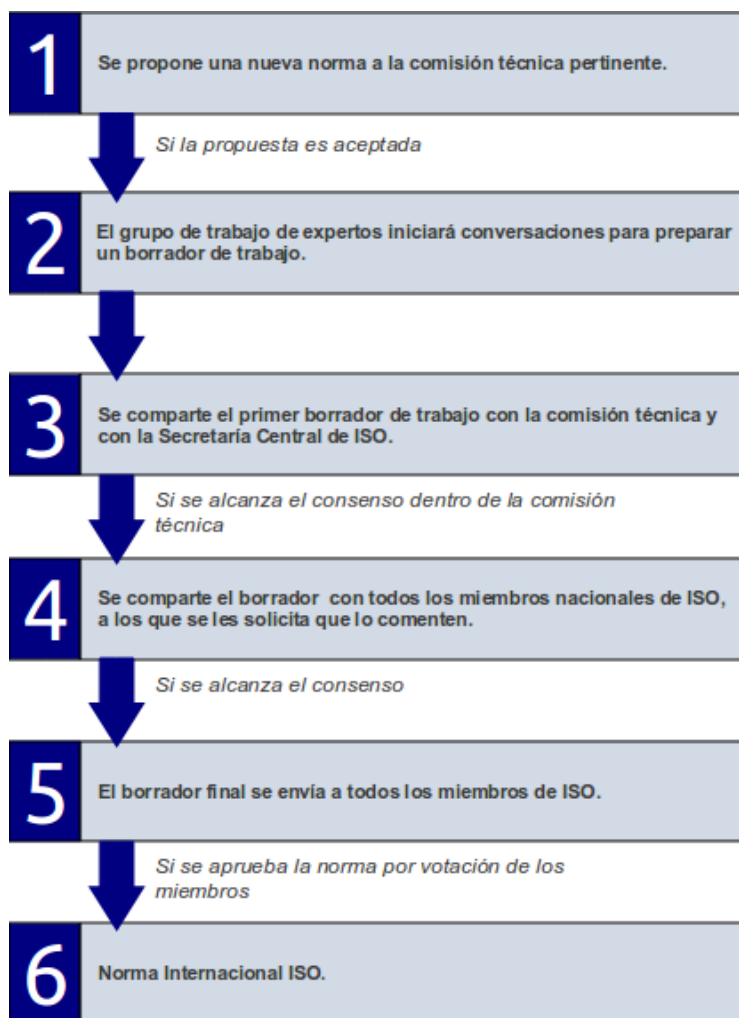 1
Se propone una nueva norma a la comisión técnica pertinente.
Si la propuesta es aceptada
2
El grupo de trabajo de expertos iniciará conversaciones para preparar
un borrador de trabajo.
3
Se comparte el primer borrador de trabajo con la comisión técnica y
con la Secretaría Central de ISO.
Si se alcanza el consenso dentro de la comisión
técnica
4
Se comparte el borrador con todos los miembros nacionales de ISO,
a los que se les solicita que lo comenten.
Si se alcanza el consenso
5
El borrador final se envía a todos los miembros de ISO.
Si se aprueba la norma por votación de los
miembros
6
Norma Internacional ISO.